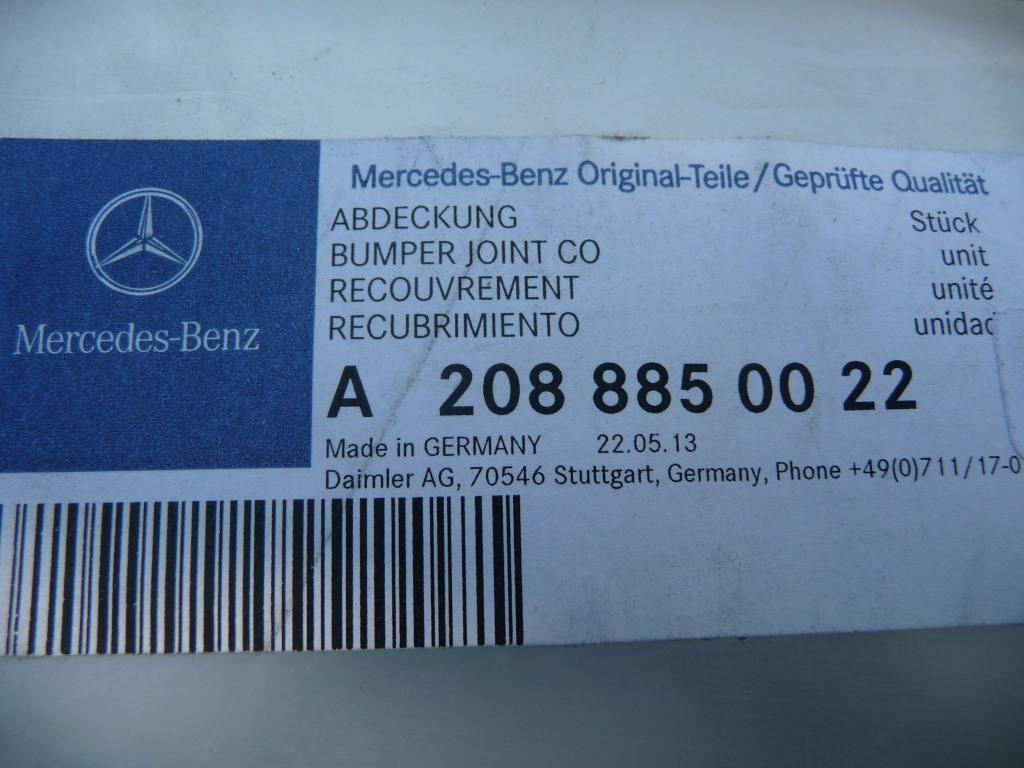 Mercedes-Benz Original-Teile/Geprüfte Qualität
ABDECKUNG Stück
BUMPER JOINT CO unit
RECOUVREMENT unité
RECUBRIMIENTO unidad
Mercedes-Benz
A 208 885 00 22
Made in GERMANY 22.05.13
Daimler AG, 70546 Stuttgart, Germany, Phone +49(0)711/17-0